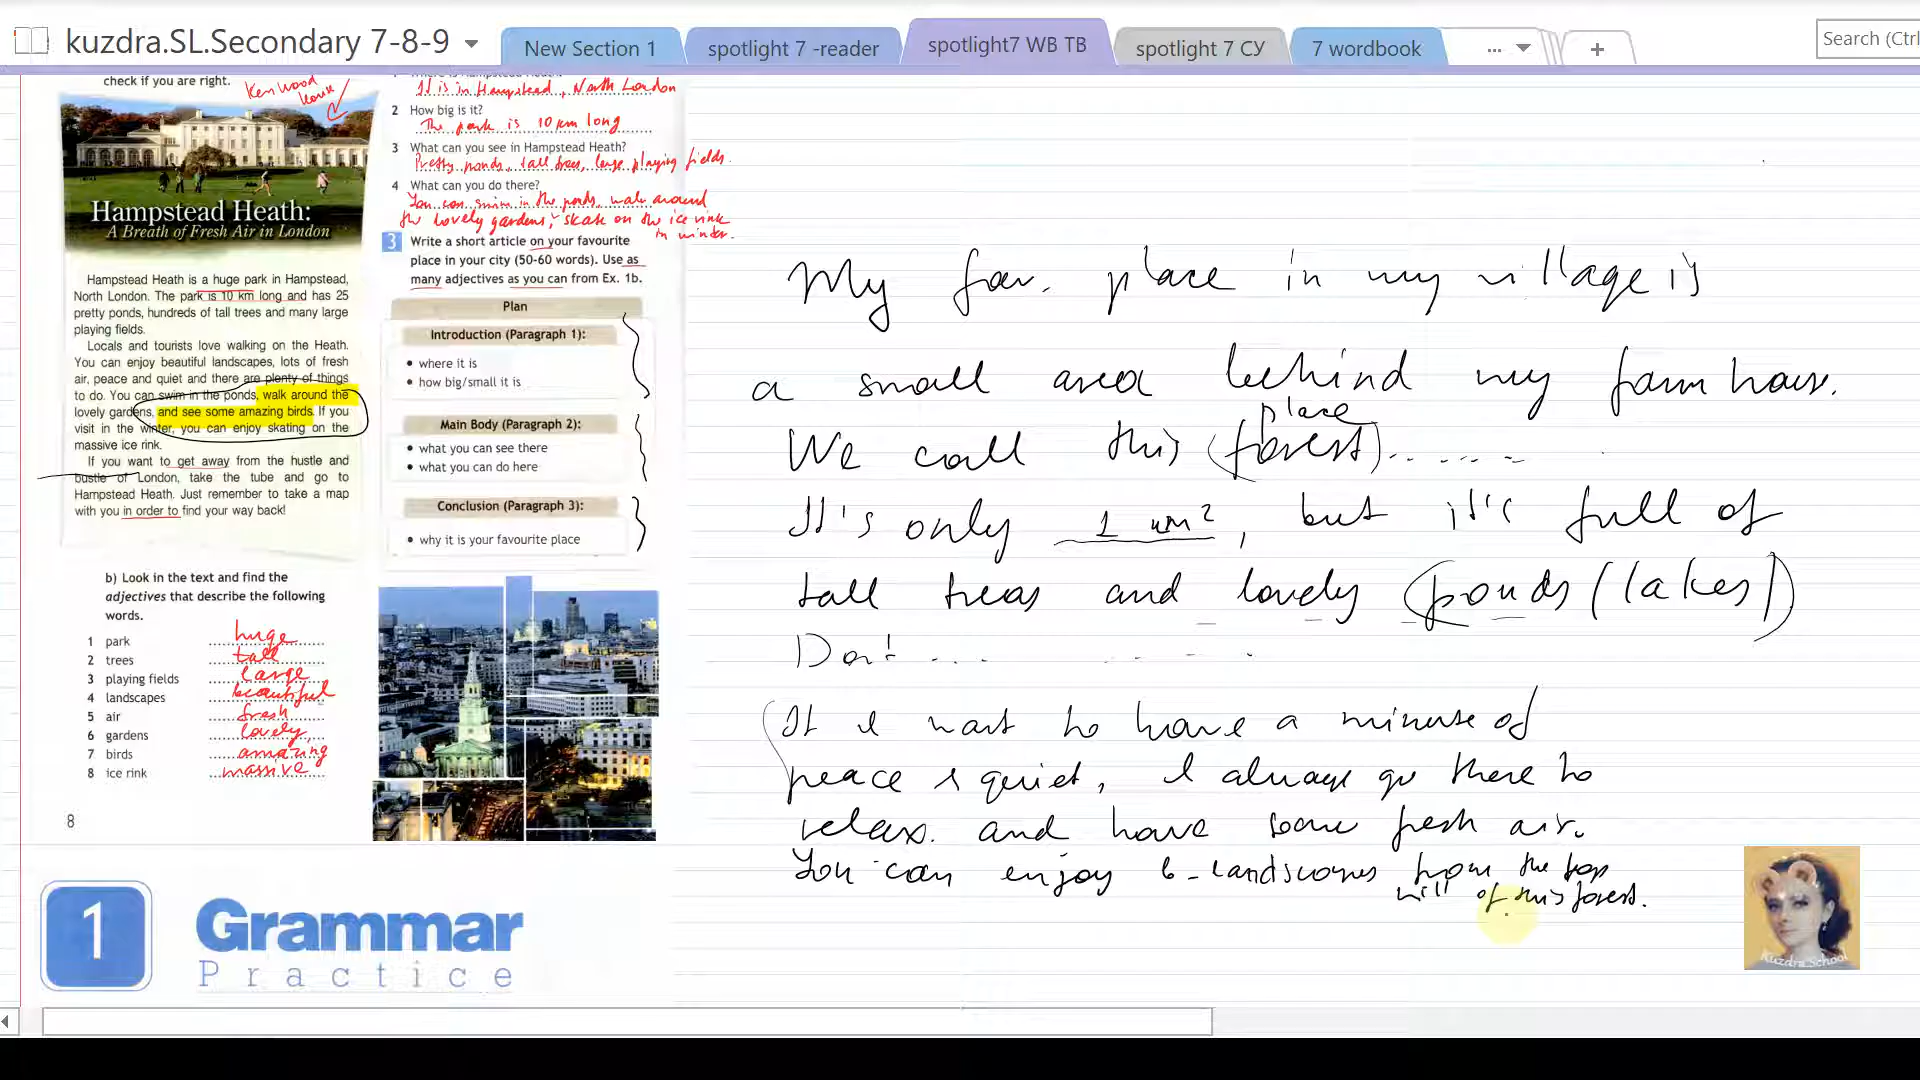 kuzdra.SL.Secondary 7-8-9
New Section 1
spotlight 7 -reader
spotlight7 WB TB
spotlight 7 СУ
7 wordbook
...
+
Search (Ctrl
check if you are right.
Kenwood
house
Hampstead Heath:
A Breath of Fresh Air in London
Hampstead Heath is a huge park in Hampstead,
North London. The park is 10 km long and has 25
pretty ponds, hundreds of tall trees and many large
playing fields.
Locals and tourists love walking on the Heath.
You can enjoy beautiful landscapes, lots of fresh
air, peace and quiet and there are plenty of things
to do. You can swim in the ponds, walk around the
lovely gardens, and see some amazing birds. If you
visit in the winter, you can enjoy skating on the
massive ice rink.
If you want to get away from the hustle and
bustle of London, take the tube and go to
Hampstead Heath. Just remember to take a map
with you in order to find your way back!
b) Look in the text and find the
adjectives that describe the following
words.
1 park huge
2 trees tall
3 playing fields large
4 landscapes beautiful
5 air fresh
6 gardens lovely,
7 birds amazing
8 ice rink massive
8
It is in Hampstead, North London
2 How big is it?
The park is 10 km long
3 What can you see in Hampstead Heath?
Pretty ponds, tall trees, large playing fields.
4 What can you do there?
You can swim in the ponds, walk around
the lovely gardens, skate on the ice rink
in winter.
3 Write a short article on your favourite
place in your city (50-60 words). Use as
many adjectives as you can from Ex. 1b.
Plan
Introduction (Paragraph 1):
• where it is
• how big/small it is
Main Body (Paragraph 2):
• what you can see there
• what you can do here
Conclusion (Paragraph 3):
• why it is your favourite place
1
Grammar
Practice
My fav. place in my village is
a small area behind my farm house.
place
We call this (forest)........
It's only 1 km², but it's full of
tall trees and lovely (ponds (lakes)
Don't ....
If I want to have a minute of
peace & quiet, I always go there to
relax. and have some fresh air.
You can enjoy b-landscapes from the top
hill of this forest.
Kuzdra.School